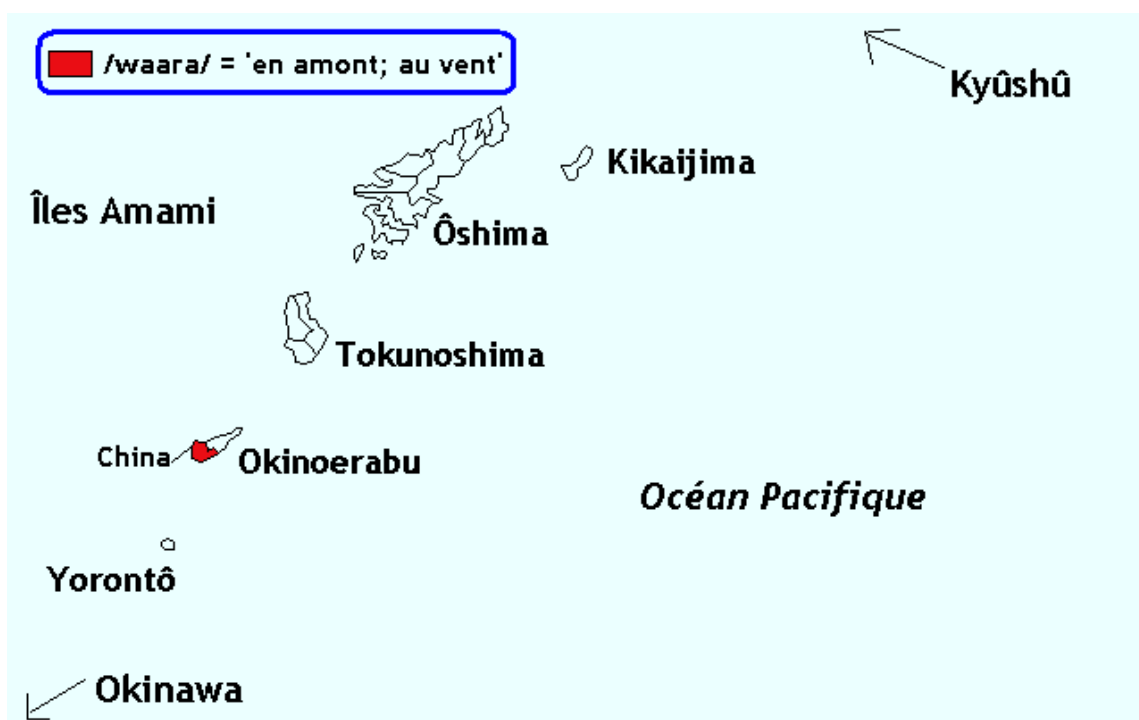 /waara/ = 'en amont; au vent'
Kyûshû
Kikaijima
Îles Amami
Ôshima
Tokunoshima
China
Okinoerabu
Océan Pacifique
Yorontô
Okinawa